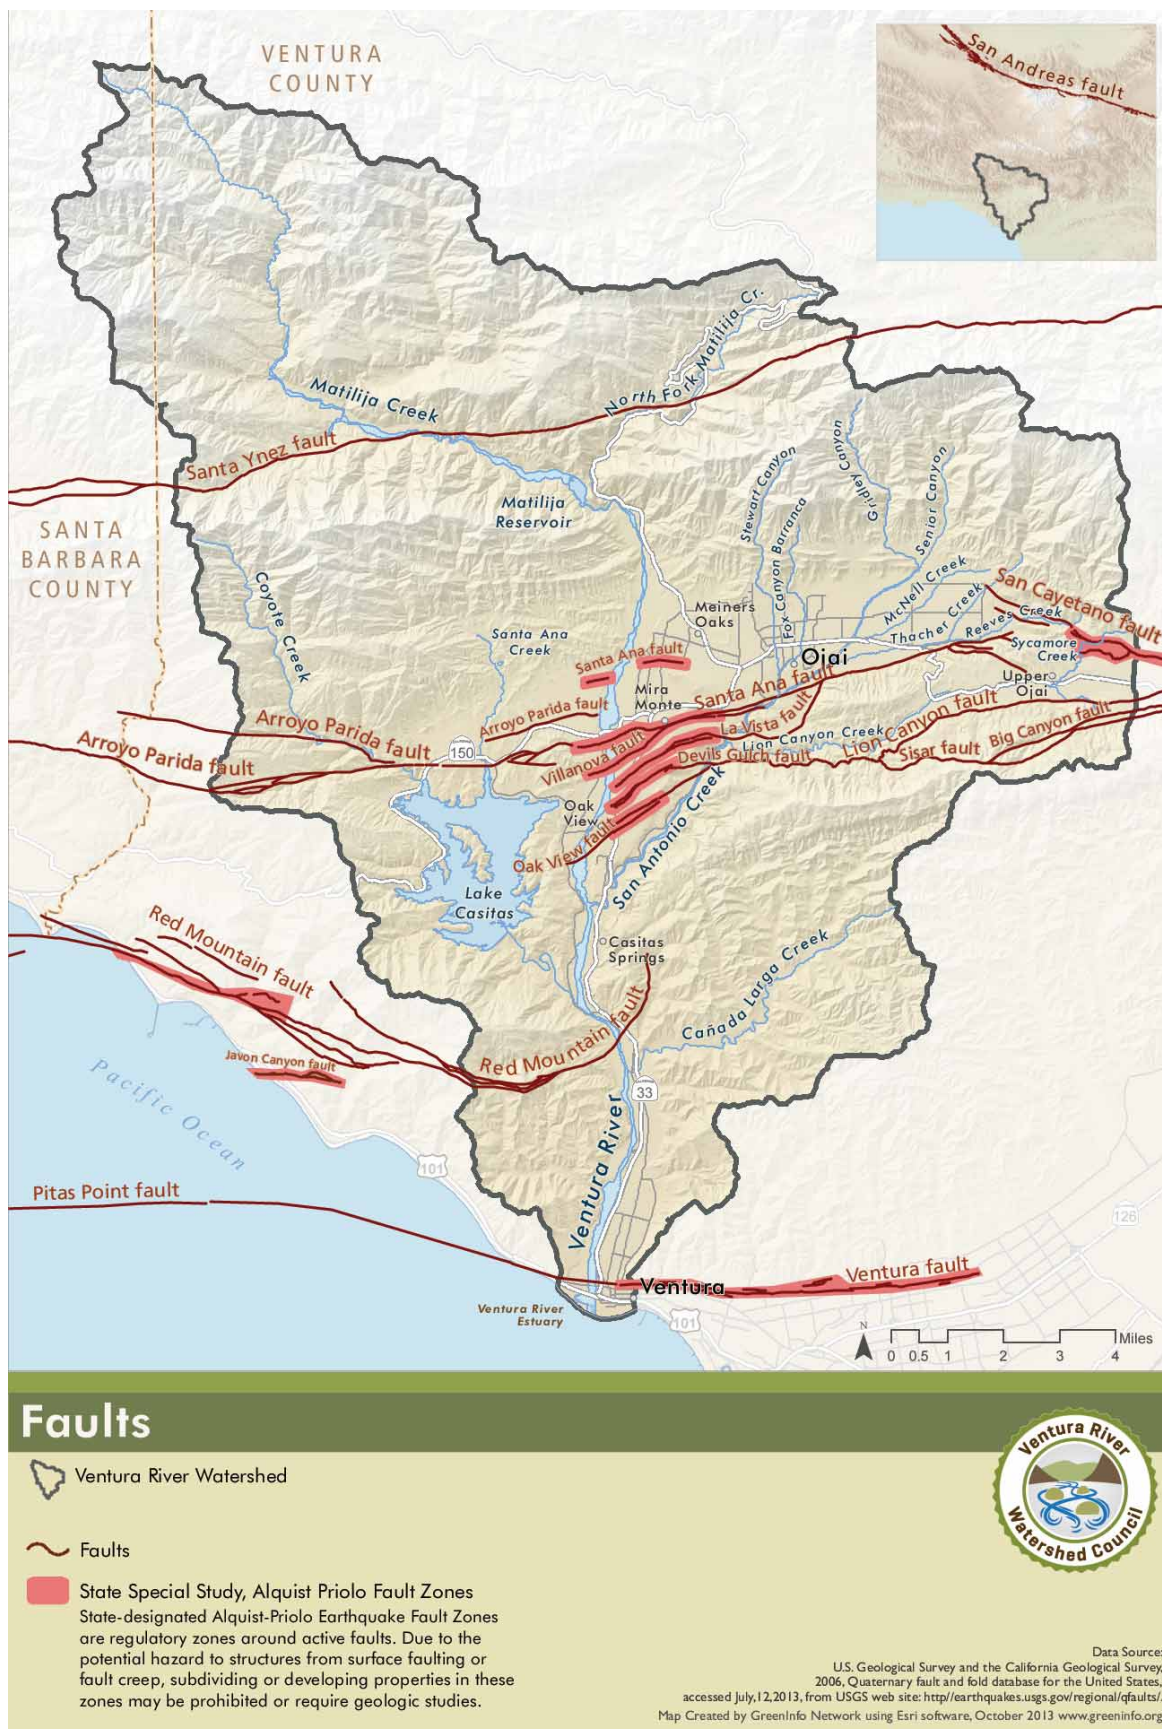 VENTURA
COUNTY
San Andreas fault
North Fork Matilija Cr.
Matilija Creek
Santa Ynez fault
Matilija
Reservoir
SANTA
BARBARA
COUNTY
Stewart Canyon
Fox Canyon Barranca
Gridley Canyon
Senior Canyon
Coyote Creek
Santa Ana
Creek
Meiners
Oaks
McNell Creek
Thacher Creek
Reeves Creek
San Cayetano fault
Sycamore
Creek
Ojai
Upper
Ojai
Santa Ana fault
Mira
Monte
Santa Ana fault
Arroyo Parida fault
Arroyo Parida fault
Arroyo Parida fault
150
Villanova fault
La Vista fault
Lion Canyon Creek
Lion Canyon fault
Devils Gulch fault
Sisar fault
Big Canyon fault
Oak
View
Oak View fault
San Antonio Creek
Lake
Casitas
Casitas
Springs
Cañada Larga Creek
Red Mountain fault
Red Mountain fault
Javon Canyon fault
33
Pacific Ocean
101
Ventura River
Pitas Point fault
126
Ventura
Ventura fault
Ventura River
Estuary
101
N
0 0.5 1 2 3 4 Miles
Faults
Ventura River Watershed
Faults
State Special Study, Alquist Priolo Fault Zones
State-designated Alquist-Priolo Earthquake Fault Zones
are regulatory zones around active faults. Due to the
potential hazard to structures from surface faulting or
fault creep, subdividing or developing properties in these
zones may be prohibited or require geologic studies.
Ventura River
Watershed Council
Data Source:
U.S. Geological Survey and the California Geological Survey,
2006, Quaternary fault and fold database for the United States,
accessed July,12,2013, from USGS web site: http//earthquakes.usgs.gov/regional/qfaults/.
Map Created by GreenInfo Network using Esri software, October 2013 www.greeninfo.org